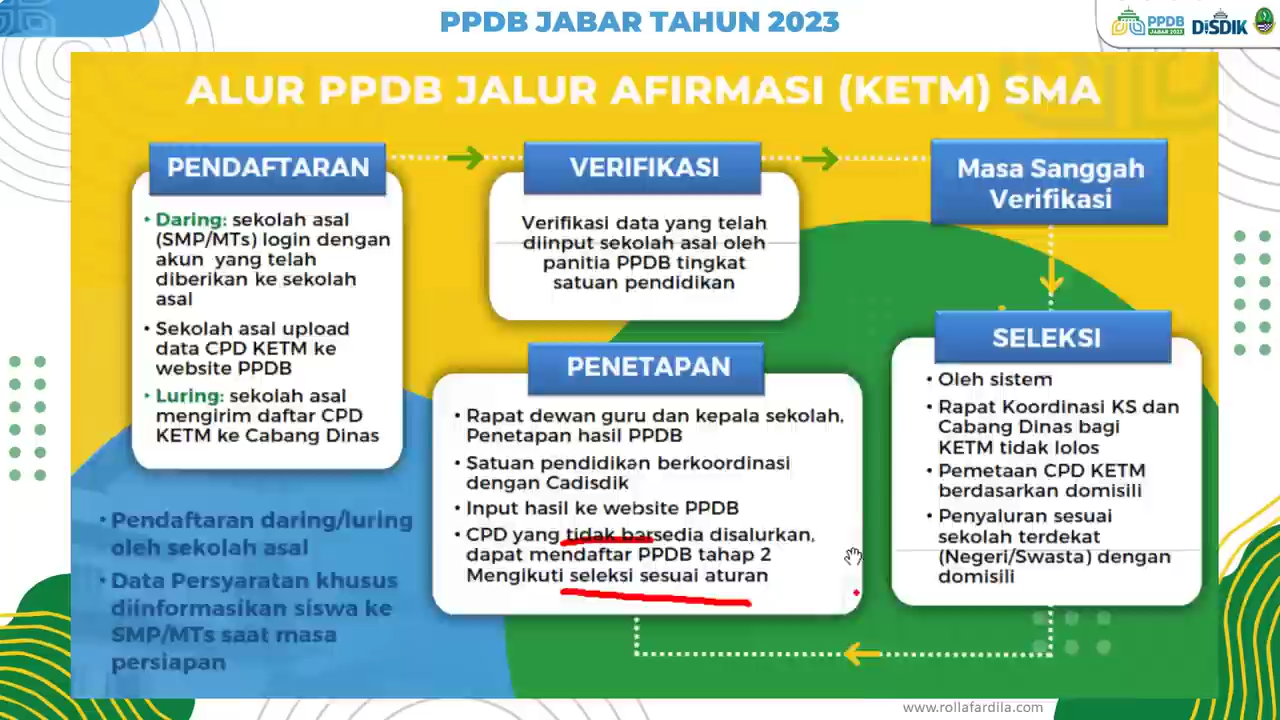 PPDB JABAR TAHUN 2023
PPDB
JABAR 2023
DISDIK
ALUR PPDB JALUR AFIRMASI (KETM) SMA
PENDAFTARAN
• Daring: sekolah asal
(SMP/MTs) login dengan
akun yang telah
diberikan ke sekolah
asal
• Sekolah asal upload
data CPD KETM ke
website PPDB
• Luring: sekolah asal
mengirim daftar CPD
KETM ke Cabang Dinas
VERIFIKASI
Verifikasi data yang telah
diinput sekolah asal oleh
panitia PPDB tingkat
satuan pendidikan
Masa Sanggah
Verifikasi
SELEKSI
• Oleh sistem
• Rapat Koordinasi KS dan
Cabang Dinas bagi
KETM tidak lolos
• Pemetaan CPD KETM
berdasarkan domisili
• Penyaluran sesuai
sekolah terdekat
(Negeri/Swasta) dengan
domisili
PENETAPAN
• Rapat dewan guru dan kepala sekolah,
Penetapan hasil PPDB
• Satuan pendidikan berkoordinasi
dengan Cadisdik
• Input hasil ke website PPDB
• CPD yang tidak barsedia disalurkan,
dapat mendaftar PPDB tahap 2
Mengikuti seleksi sesuai aturan
• Pendaftaran daring/luring
oleh sekolah asal
• Data Persyaratan khusus
diinformasikan siswa ke
SMP/MTs saat masa
persiapan
www.rollafardila.com